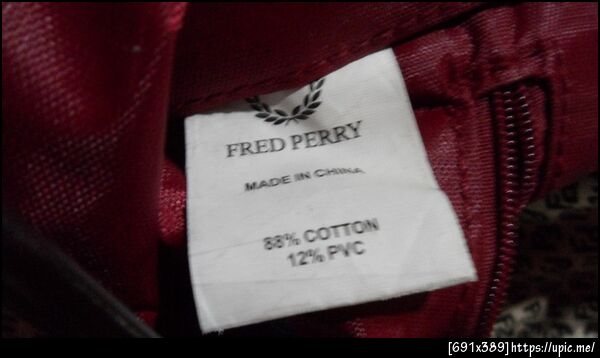 FRED PERRY
MADE IN CHINA
88% COTTON
12% PVC
[691x389]https://upic.me/